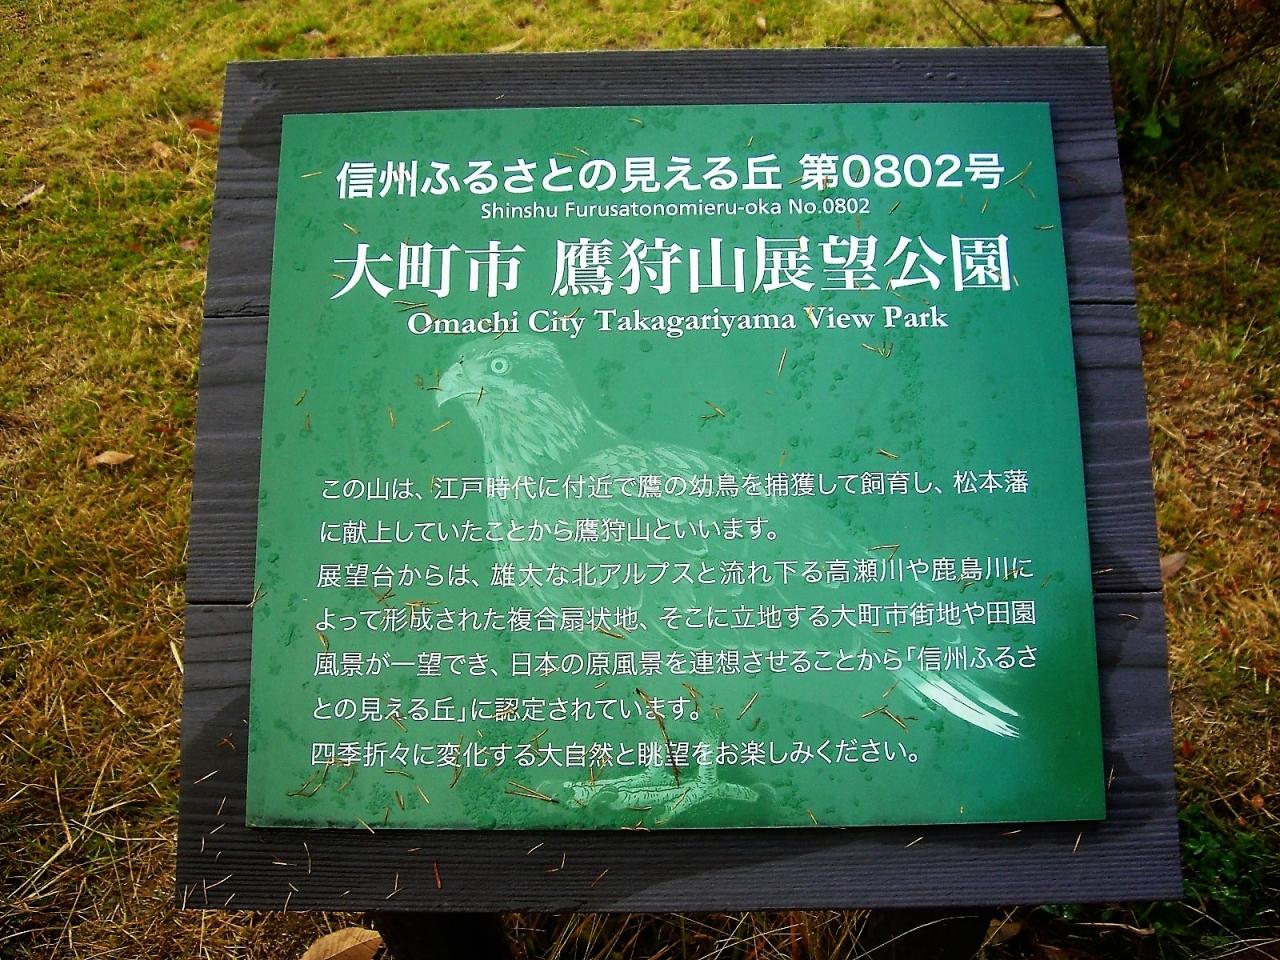 信州ふるさとの見える丘 第0802号
Shinshu Furusatonomieru-oka No.0802
大町市 鷹狩山展望公園
Omachi City Takagariyama View Park
この山は、江戸時代に付近で鷹の幼鳥を捕獲して飼育し、松本藩
に献上していたことから鷹狩山といいます。
展望台からは、雄大な北アルプスと流れ下る高瀬川や鹿島川に
よって形成された複合扇状地、そこに立地する大町市街地や田園
風景が一望でき、日本の原風景を連想させることから「信州ふるさ
との見える丘」に認定されています。
四季折々に変化する大自然と眺望をお楽しみください。